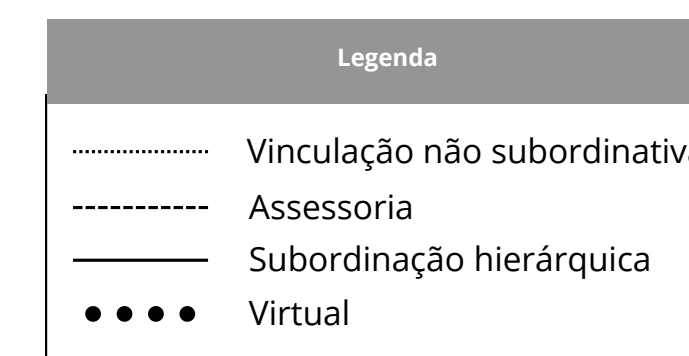 Legenda
Vinculação não subordinativa
Assessoria
Subordinação hierárquica
Virtual